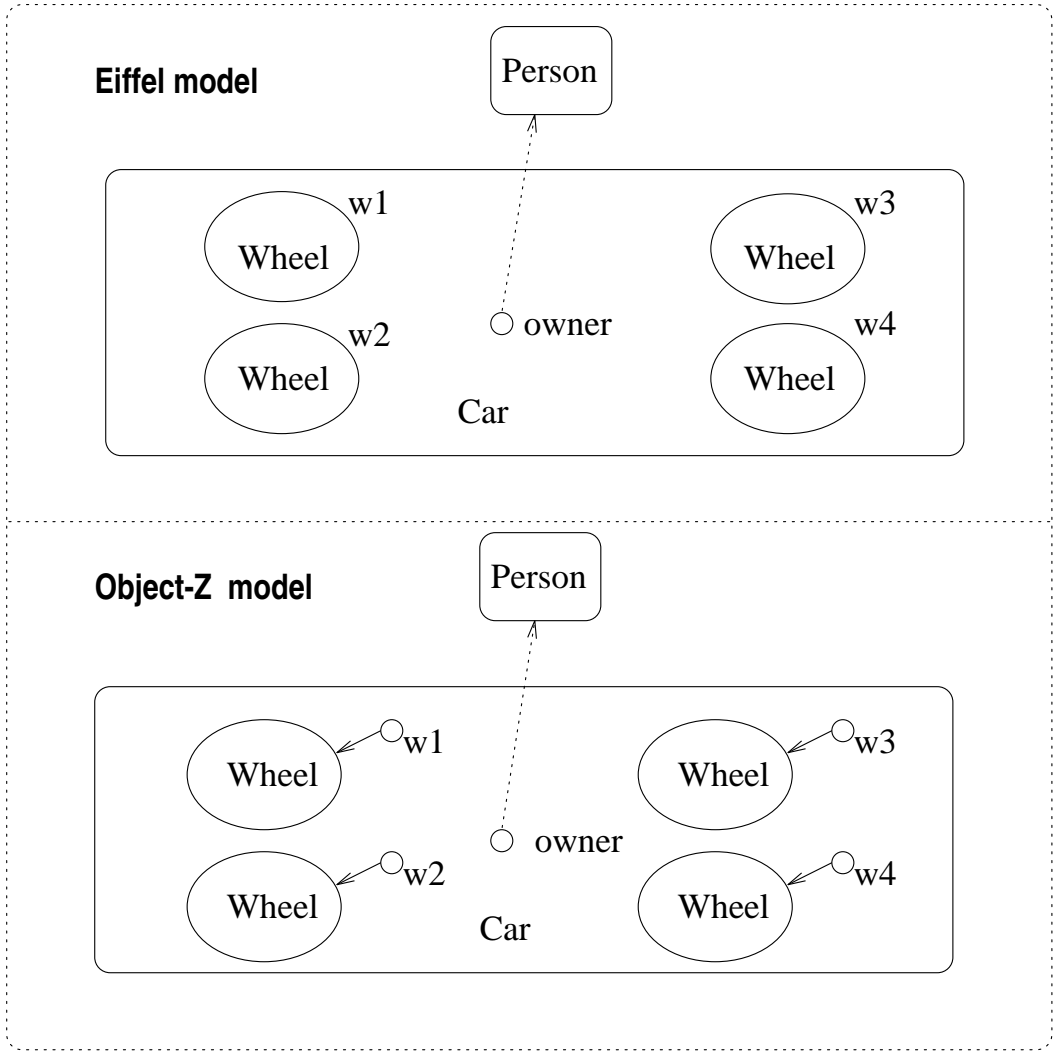 Person
Eiffel model
w1
w3
Wheel
Wheel
owner
w2
w4
Wheel
Wheel
Car
Person
Object-Z model
w1
w3
Wheel
Wheel
owner
w2
w4
Wheel
Wheel
Car